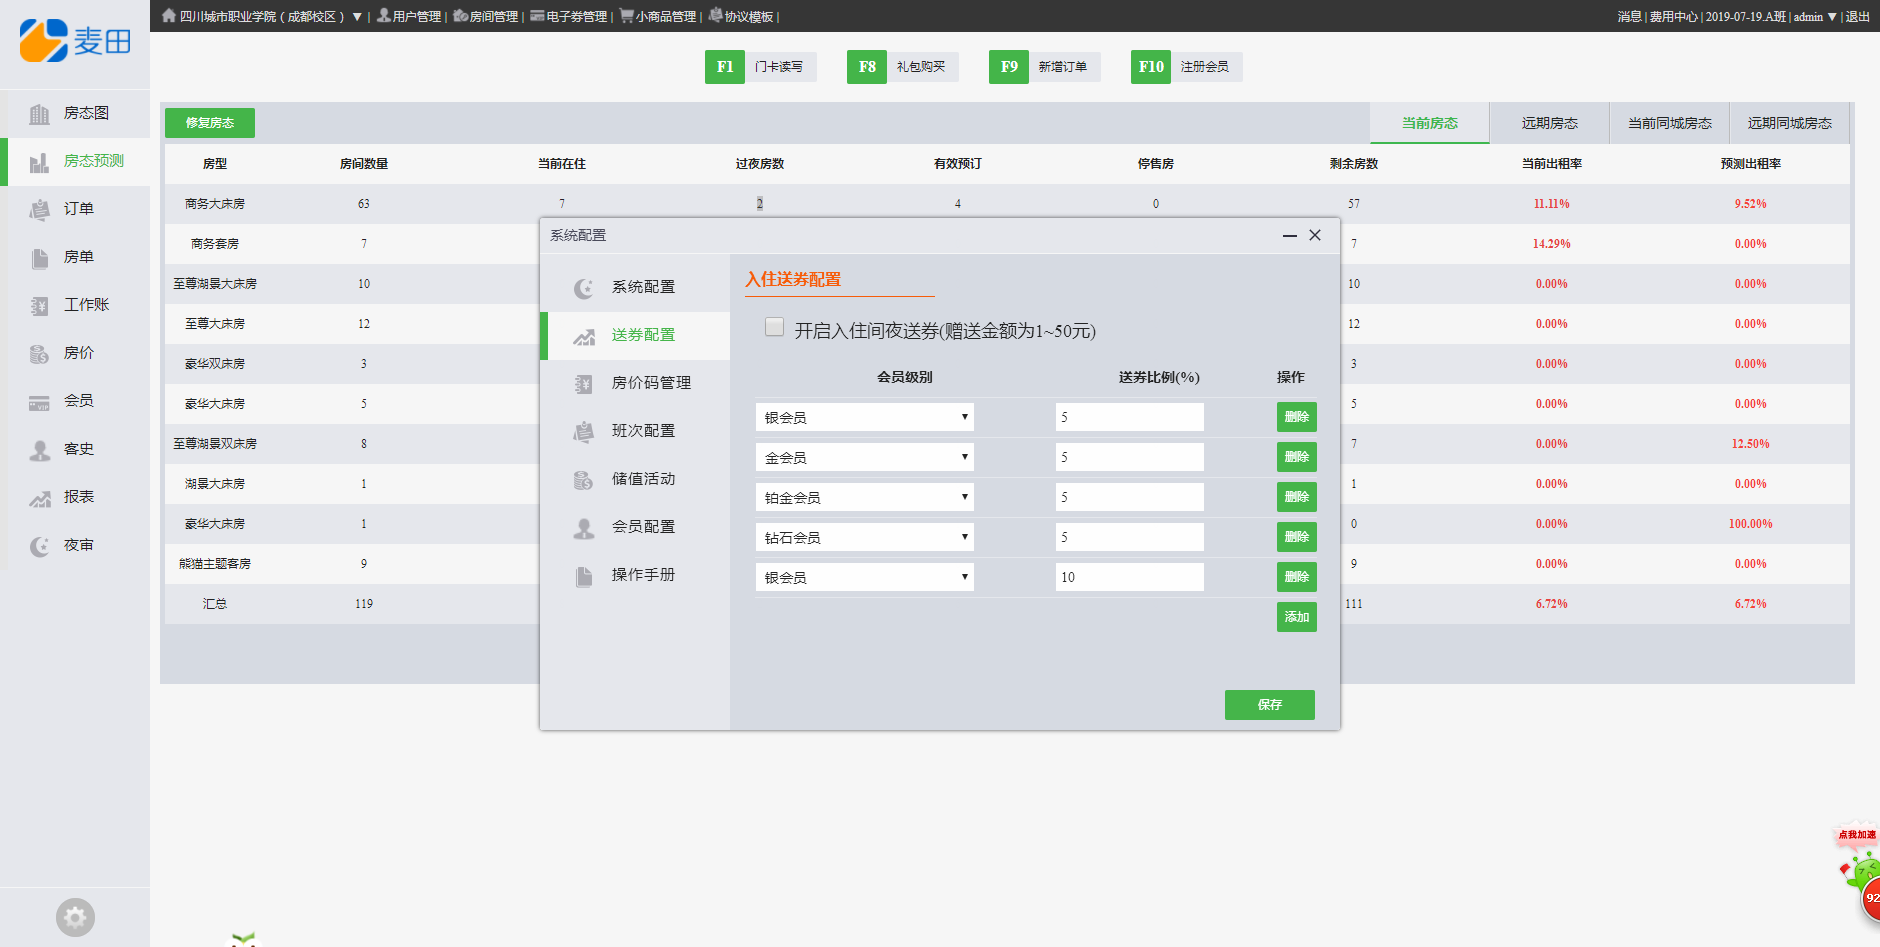 四川城市职业学院（成都校区） ▼ | 用户管理 | 房间管理 | 电子券管理 | 小商品管理 | 协议模板 |
消息 | 费用中心 | 2019-07-19.A班 | admin ▼ | 退出
麦田
F1 门卡读写 F8 礼包购买 F9 新增订单 F10 注册会员
房态图
房态预测
订单
房单
工作账
房价
会员
客史
报表
夜审
修复房态 当前房态 远期房态 当前同城房态 远期同城房态
房型 房间数量 当前在住 过夜房数 有效预订 停售房 剩余房数 当前出租率 预测出租率
商务大床房 63 7 2 4 0 57 11.11% 9.52%
商务套房 7 7 14.29% 0.00%
至尊湖景大床房 10 10 0.00% 0.00%
至尊大床房 12 12 0.00% 0.00%
豪华双床房 3 3 0.00% 0.00%
豪华大床房 5 5 0.00% 0.00%
至尊湖景双床房 8 7 0.00% 12.50%
湖景大床房 1 1 0.00% 0.00%
豪华大床房 1 0 0.00% 100.00%
熊猫主题客房 9 9 0.00% 0.00%
汇总 119 111 6.72% 6.72%
系统配置
系统配置
送券配置
房价码管理
班次配置
储值活动
会员配置
操作手册
入住送券配置
开启入住间夜送券(赠送金额为1~50元)
会员级别 送券比例(%) 操作
银会员 5 删除
金会员 5 删除
铂金会员 5 删除
钻石会员 5 删除
银会员 10 删除
添加
保存
点我加速
92